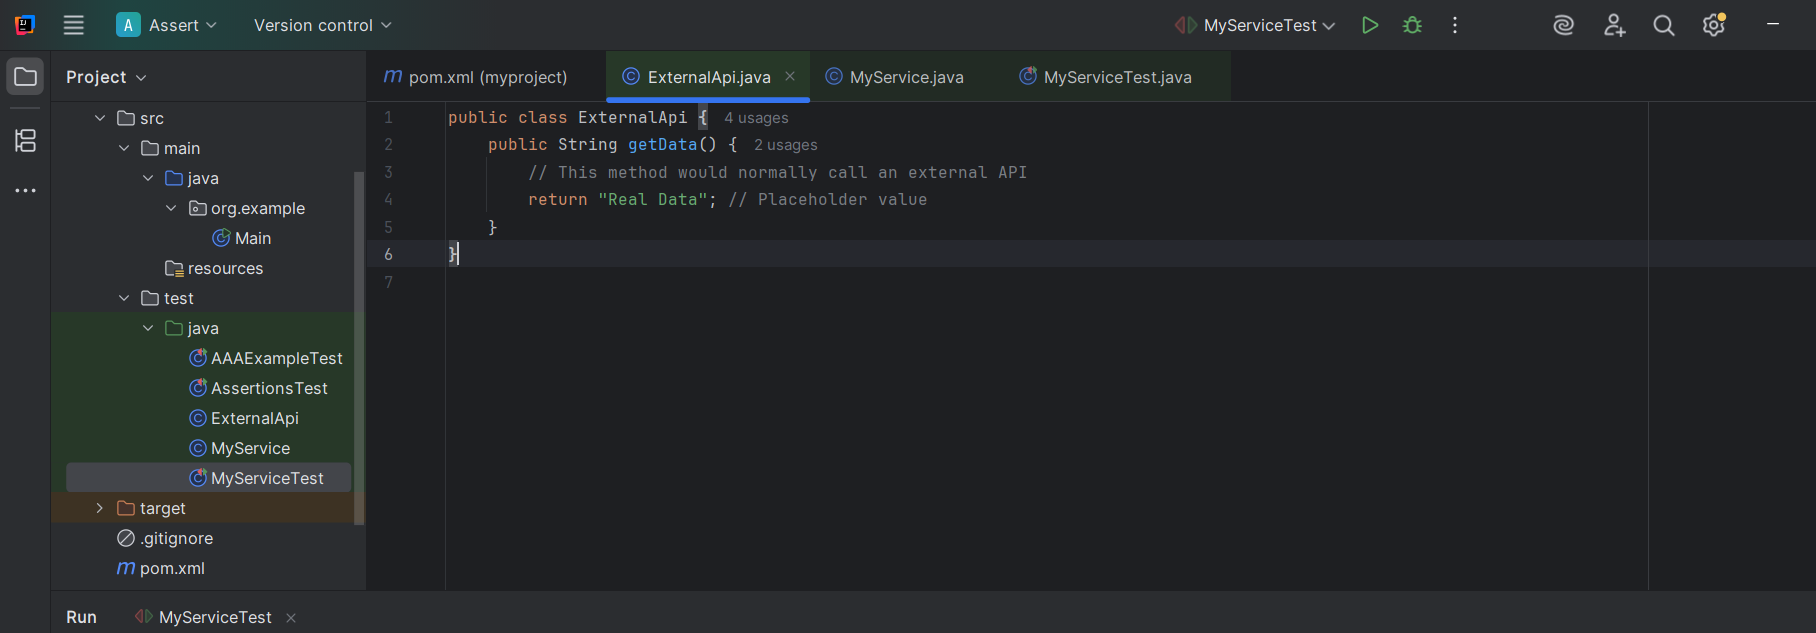 A Assert Version control MyServiceTest
Project pom.xml (myproject) ExternalApi.java MyService.java MyServiceTest.java
src
main
java
org.example
Main
resources
test
java
AAAExampleTest
AssertionsTest
ExternalApi
MyService
MyServiceTest
target
.gitignore
pom.xml
1 public class ExternalApi { 4 usages
2 public String getData() { 2 usages
3 // This method would normally call an external API
4 return "Real Data"; // Placeholder value
5 }
6 }
7
Run MyServiceTest